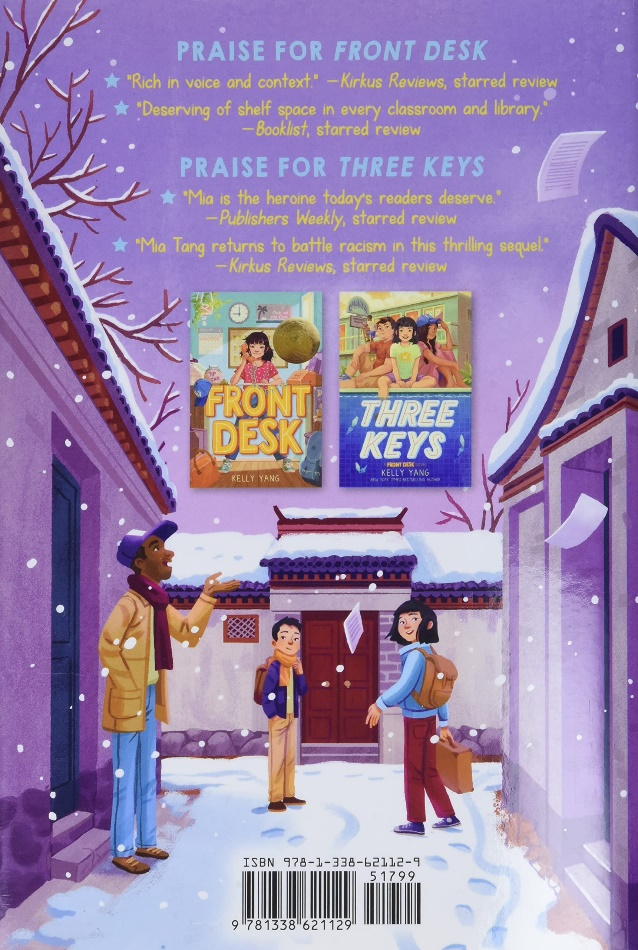 PRAISE FOR FRONT DESK
"Rich in voice and context." —Kirkus Reviews, starred review
"Deserving of shelf space in every classroom and library."
—Booklist, starred review
PRAISE FOR THREE KEYS
"Mia is the heroine today's readers deserve."
—Publishers Weekly, starred review
"Mia Tang returns to battle racism in this thrilling sequel."
—Kirkus Reviews, starred review
FRONT
DESK
KELLY YANG
THREE
KEYS
A FRONT DESK NOVEL
KELLY YANG
NEW YORK TIMES BESTSELLING AUTHOR
ISBN 978-1-338-62112-9
51799
9 781338 621129